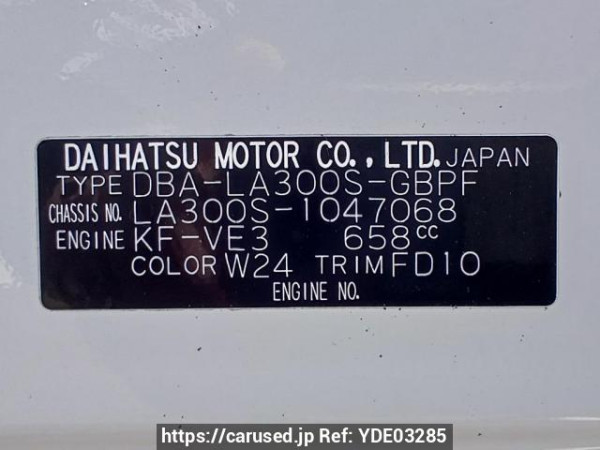 DAIHATSU MOTOR CO., LTD. JAPAN
TYPE DBA-LA300S-GBPF
CHASSIS NO. LA300S-1047068
ENGINE KF-VE3 658cc
COLOR W24 TRIM FD10
ENGINE NO.
https://carused.jp Ref: YDE03285